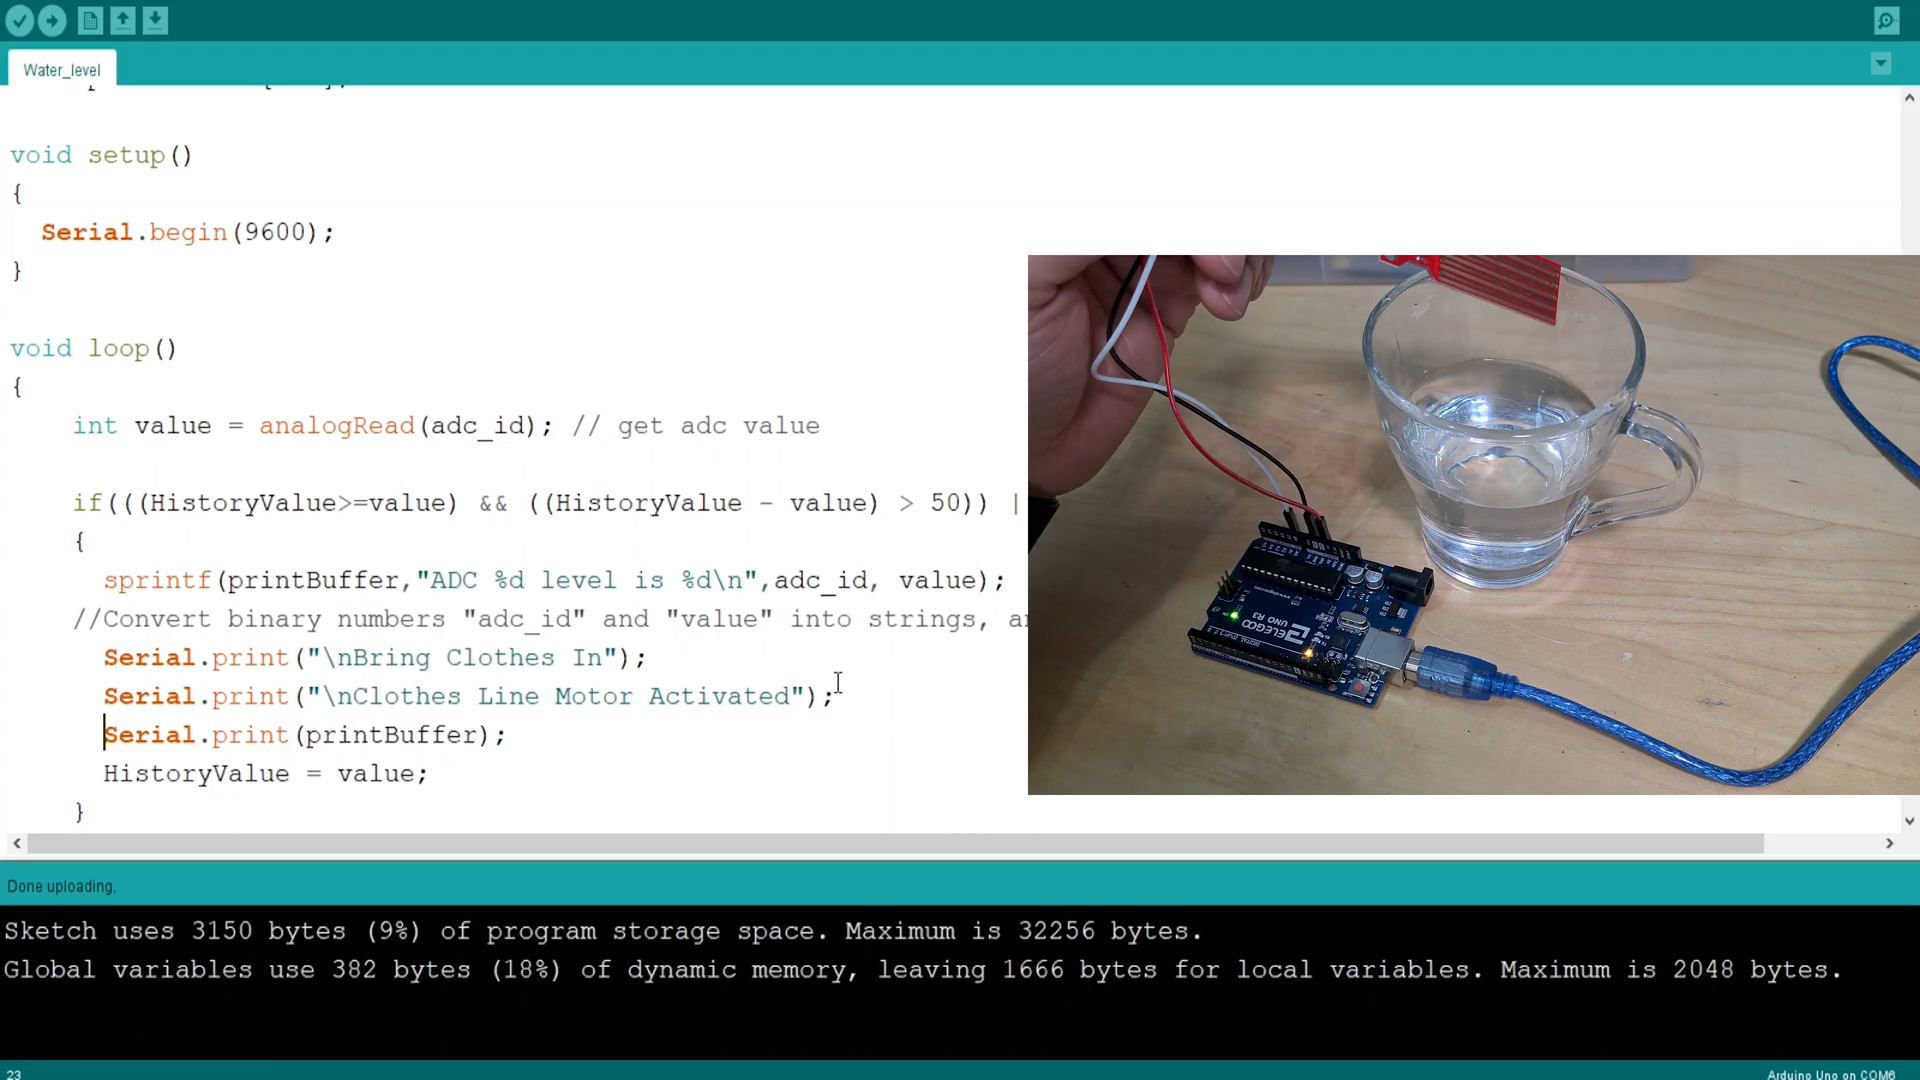 Water_level
void setup()
{
Serial.begin(9600);
}
void loop()
{
int value = analogRead(adc_id); // get adc value
if(((HistoryValue>=value) && ((HistoryValue - value) > 50)) |
{
sprintf(printBuffer,"ADC %d level is %d\n",adc_id, value);
//Convert binary numbers "adc_id" and "value" into strings,
Serial.print("\nBring Clothes In");
Serial.print("\nClothes Line Motor Activated");
Serial.print(printBuffer);
HistoryValue = value;
}
ELEGOO
UNO R3
Done uploading.
Sketch uses 3150 bytes (9%) of program storage space. Maximum is 32256 bytes.
Global variables use 382 bytes (18%) of dynamic memory, leaving 1666 bytes for local variables. Maximum is 2048 bytes.
23
Arduino Uno on COM6